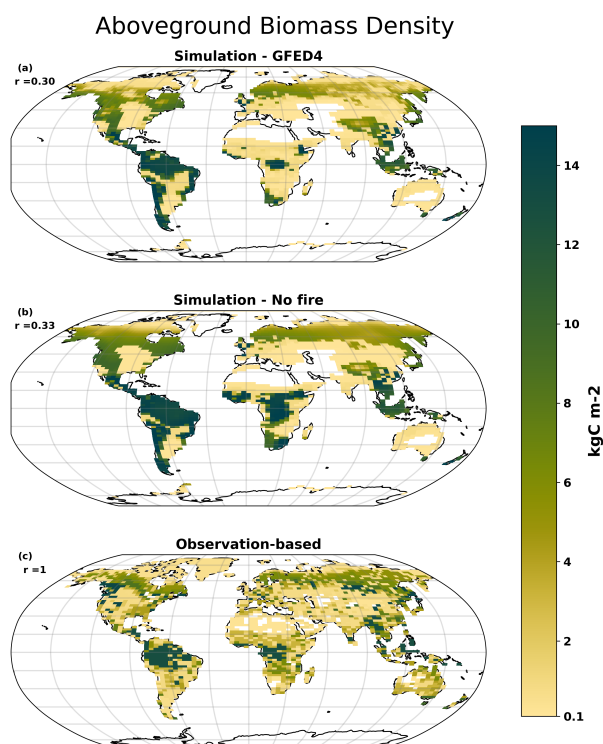 Aboveground Biomass Density
Simulation - GFED4
(a)
r =0.30
Simulation - No fire
(b)
r =0.33
Observation-based
(c)
r =1
14
12
10
8
6
4
2
0.1
kgC m-2